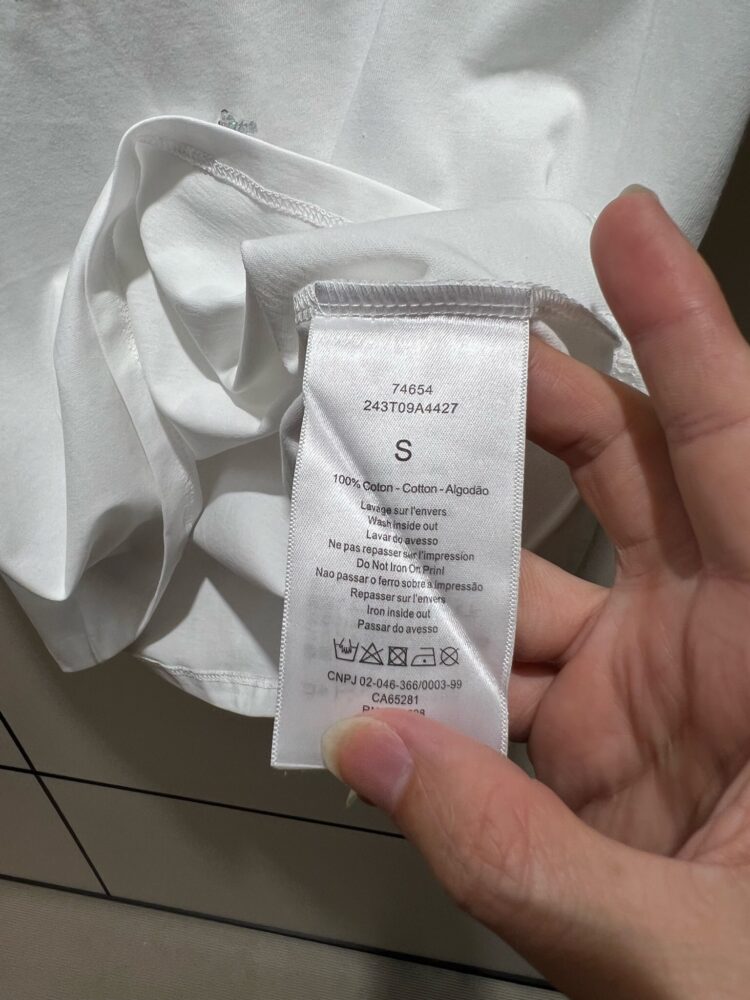 74654
243T09A4427
S
100% Coton - Cotton - Algodão
Lavage sur l'envers
Wash inside out
Lavar do avesso
Ne pas repasser sur l'impression
Do Not Iron On Print
Nao passar o ferro sobre a impressão
Repasser sur l'envers
Iron inside out
Passar do avesso
CNPJ 02-046-366/0003-99
CA65281